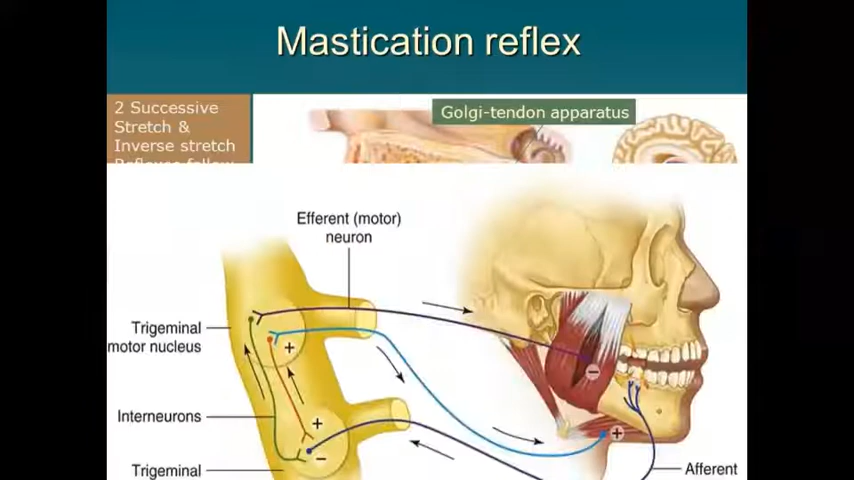 Mastication reflex
2 Successive
Stretch &
Inverse stretch
Golgi-tendon apparatus
Efferent (motor)
neuron
Trigeminal
motor nucleus
+
Interneurons
+
−
Trigeminal
−
+
Afferent